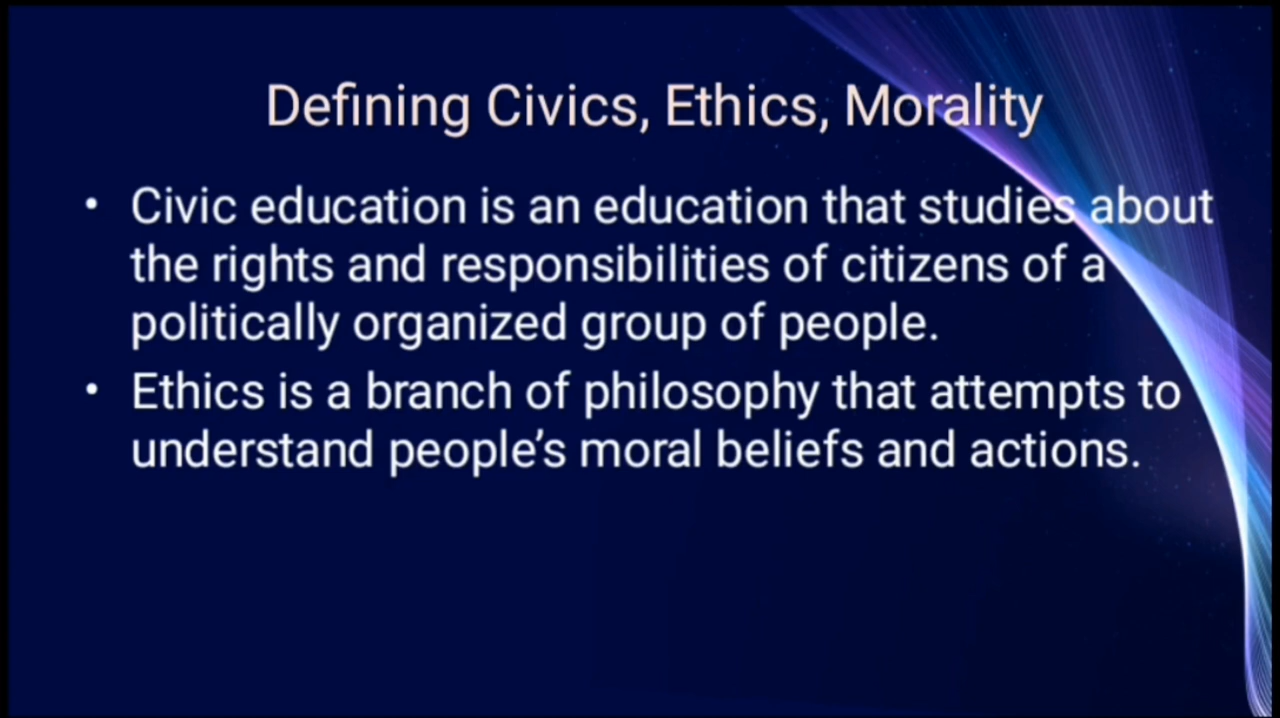 Defining Civics, Ethics, Morality
• Civic education is an education that studies about
the rights and responsibilities of citizens of a
politically organized group of people.
• Ethics is a branch of philosophy that attempts to
understand people’s moral beliefs and actions.